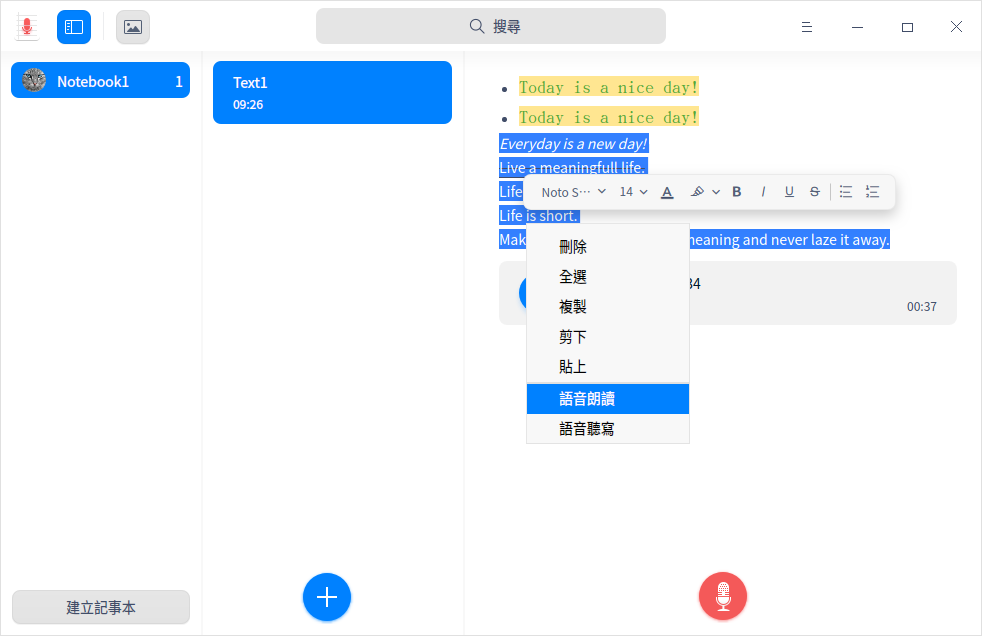 搜尋
Notebook1 1
Text1
09:26
Today is a nice day!
Today is a nice day!
Everyday is a new day!
Live a meaningfull life.
Life
Noto S··· 14 A B I U S
Life is short.
Mak
neaning and never laze it away.
刪除
全選
複製
剪下
貼上
語音朗讀
語音聽寫
34
00:37
建立記事本